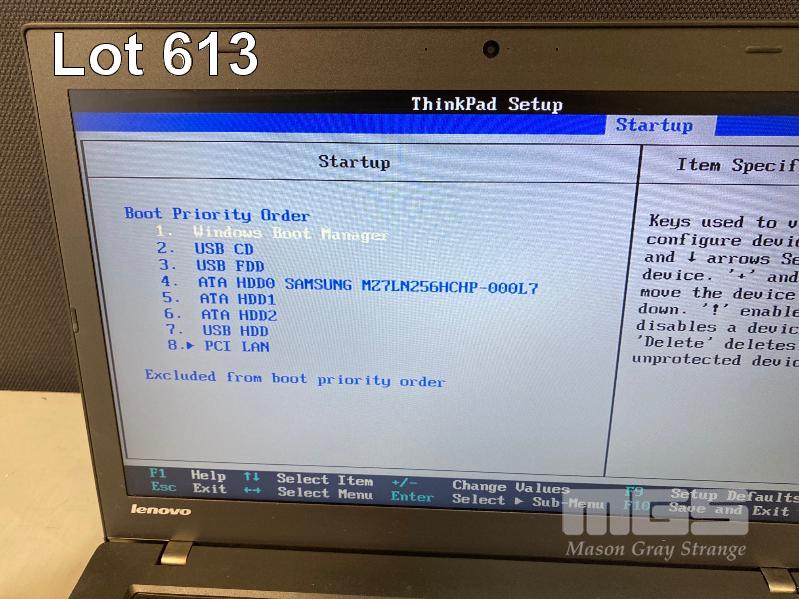 Lot 613
ThinkPad Setup
Startup
Startup
Item Specif
Boot Priority Order
1. Windows Boot Manager
2. USB CD
3. USB FDD
4. ATA HDD0 SAMSUNG MZ7LN256HCHP-000L7
5. ATA HDD1
6. ATA HDD2
7. USB HDD
8.▸ PCI LAN
Excluded from boot priority order
Keys used to v
configure devic
and ↓ arrows Se
device. '+' and
move the device
down. '!' enable
disables a devic
'Delete' deletes
unprotected devic
F1 Help ↑↓ Select Item +/- Change Values F9 Setup Defaults
Esc Exit ↔ Select Menu Enter Select ▸ Sub-Menu F10 Save and Exit
lenovo
MGS
Mason Gray Strange